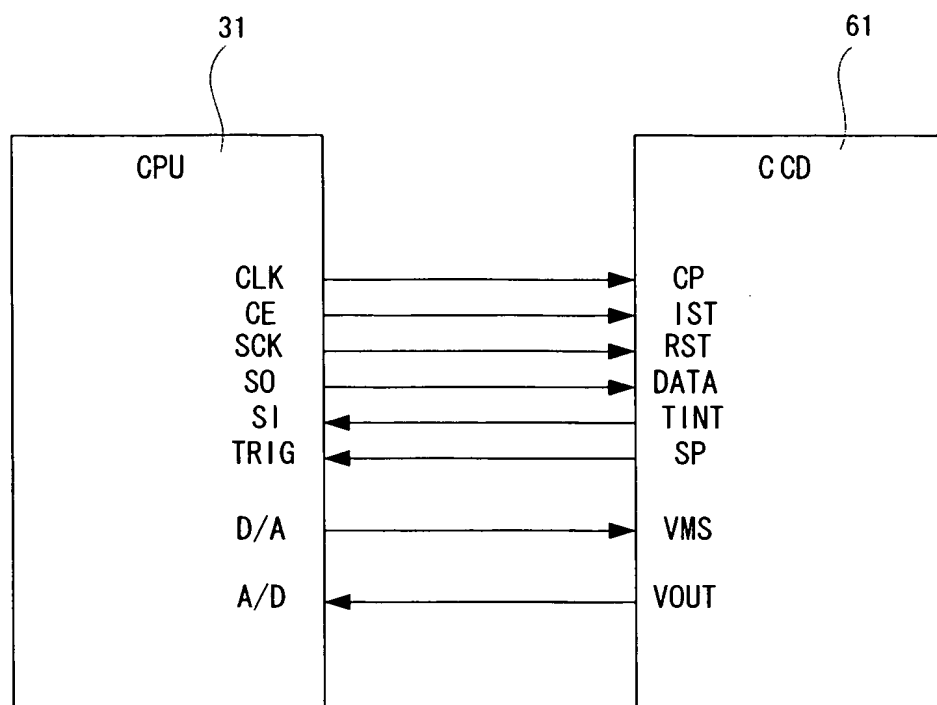 31 61
CPU CCD
CLK CP
CE IST
SCK RST
SO DATA
SI TINT
TRIG SP
D/A VMS
A/D VOUT